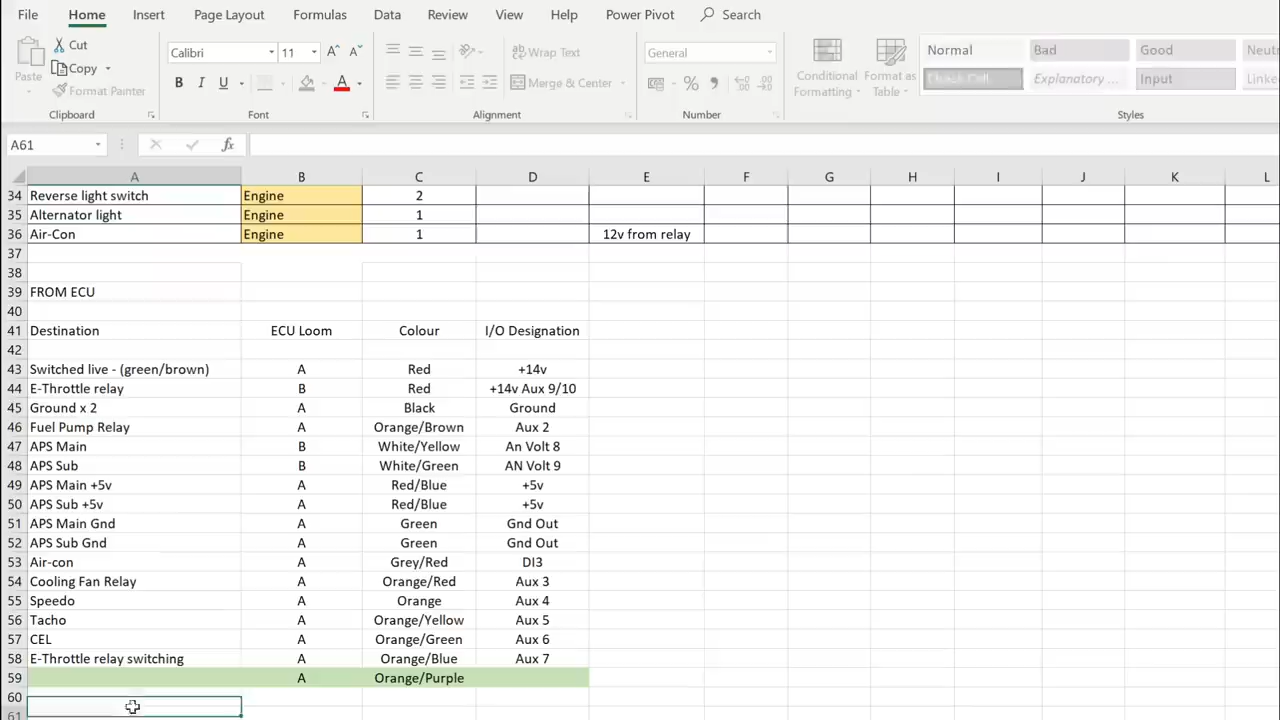 File Home Insert Page Layout Formulas Data Review View Help Power Pivot Search
Cut
Copy
Format Painter
Paste
Clipboard
Calibri 11
B I U
Font
Wrap Text
Merge & Center
Alignment
General
Number
Conditional Formatting
Format as Table
Normal Bad Good
Check Cell Explanatory ... Input
Styles
A61 fx
A B C D E F G H I J K L
34 Reverse light switch Engine 2
35 Alternator light Engine 1
36 Air-Con Engine 1 12v from relay
37
38
39 FROM ECU
40
41 Destination ECU Loom Colour I/O Designation
42
43 Switched live - (green/brown) A Red +14v
44 E-Throttle relay B Red +14v Aux 9/10
45 Ground x 2 A Black Ground
46 Fuel Pump Relay A Orange/Brown Aux 2
47 APS Main B White/Yellow An Volt 8
48 APS Sub B White/Green AN Volt 9
49 APS Main +5v A Red/Blue +5v
50 APS Sub +5v A Red/Blue +5v
51 APS Main Gnd A Green Gnd Out
52 APS Sub Gnd A Green Gnd Out
53 Air-con A Grey/Red DI3
54 Cooling Fan Relay A Orange/Red Aux 3
55 Speedo A Orange Aux 4
56 Tacho A Orange/Yellow Aux 5
57 CEL A Orange/Green Aux 6
58 E-Throttle relay switching A Orange/Blue Aux 7
59 A Orange/Purple
60
61